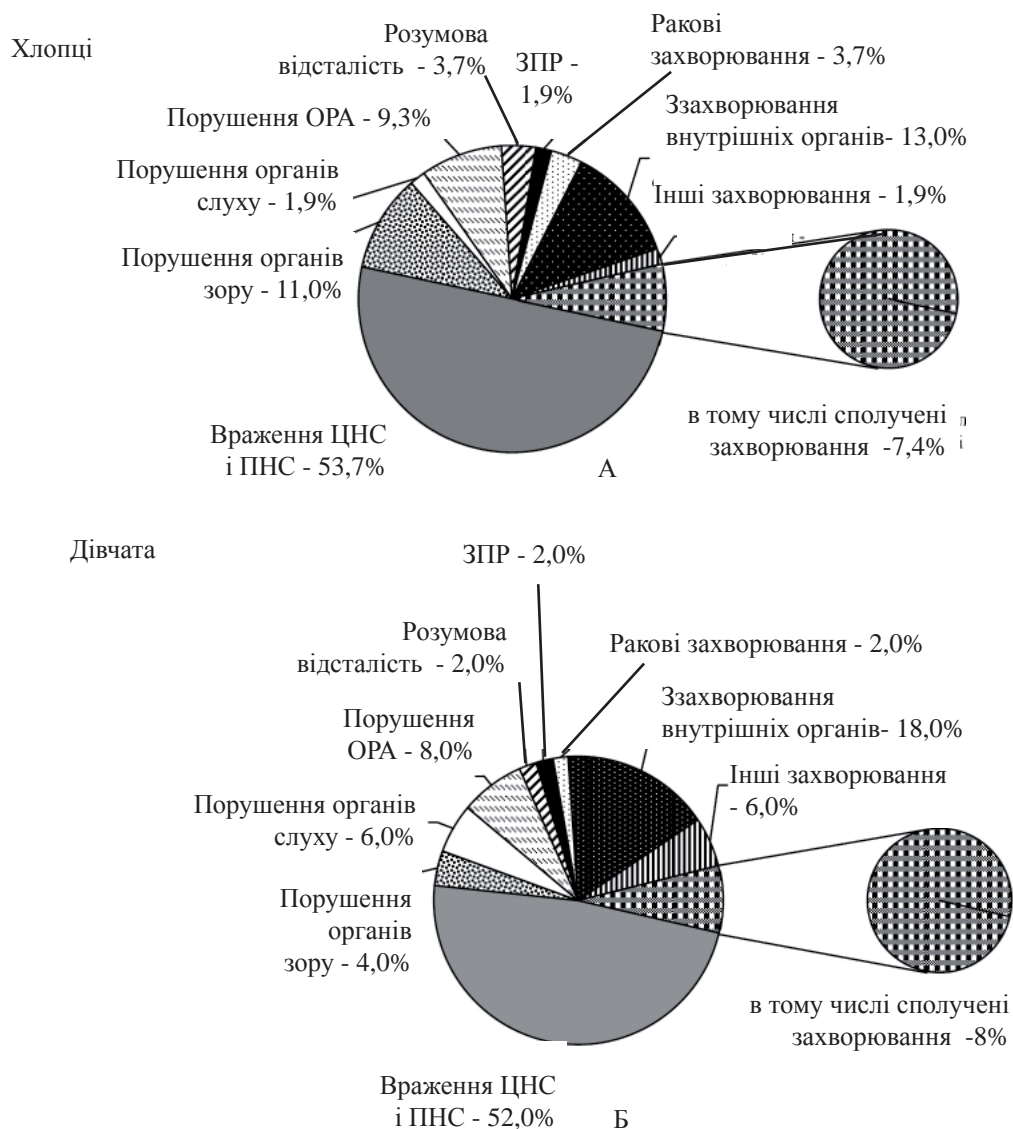 Хлопці
Розумова
відсталість - 3,7%
ЗПР -
1,9%
Ракові
захворювання - 3,7%
Ззахворювання
внутрішніх органів- 13,0%
Порушення ОРА - 9,3%
Порушення органів
слуху - 1,9%
Інші захворювання - 1,9%
Порушення органів
зору - 11,0%
Враження ЦНС
і ПНС - 53,7%
в тому числі сполучені
захворювання -7,4%
А
Дівчата
ЗПР - 2,0%
Розумова
відсталість - 2,0%
Ракові захворювання - 2,0%
Ззахворювання
внутрішніх органів- 18,0%
Порушення
ОРА - 8,0%
Інші захворювання
- 6,0%
Порушення органів
слуху - 6,0%
Порушення
органів
зору - 4,0%
в тому числі сполучені
захворювання -8%
Враження ЦНС
і ПНС - 52,0%
Б